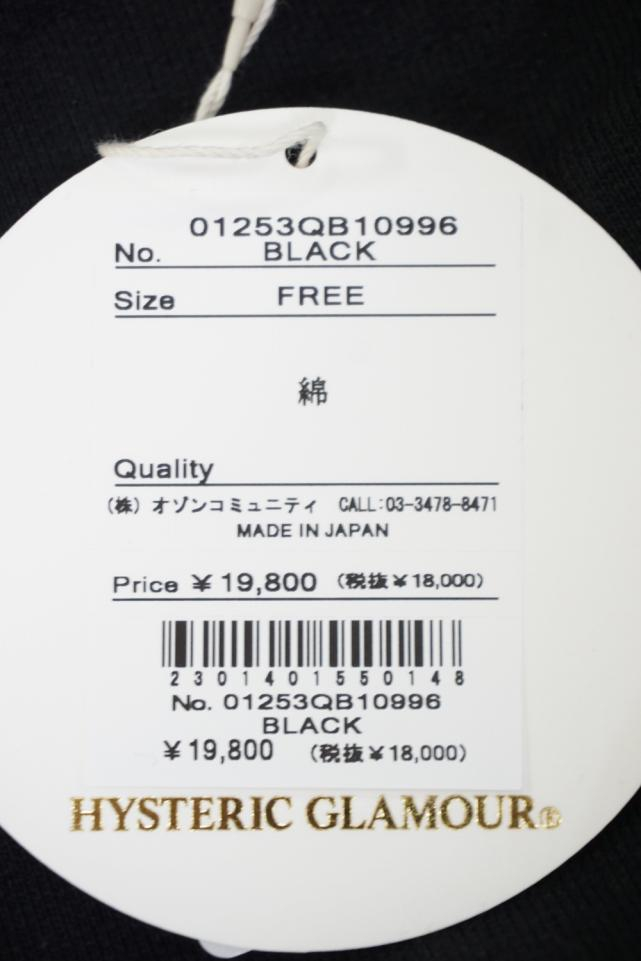 01253QB10996
No. BLACK
Size FREE
綿
Quality
（株）オゾンコミュニティ CALL:03-3478-8471
MADE IN JAPAN
Price ¥19,800 （税抜¥18,000）
2301401550148
No. 01253QB10996
BLACK
¥19,800 （税抜¥18,000）
HYSTERIC GLAMOUR®